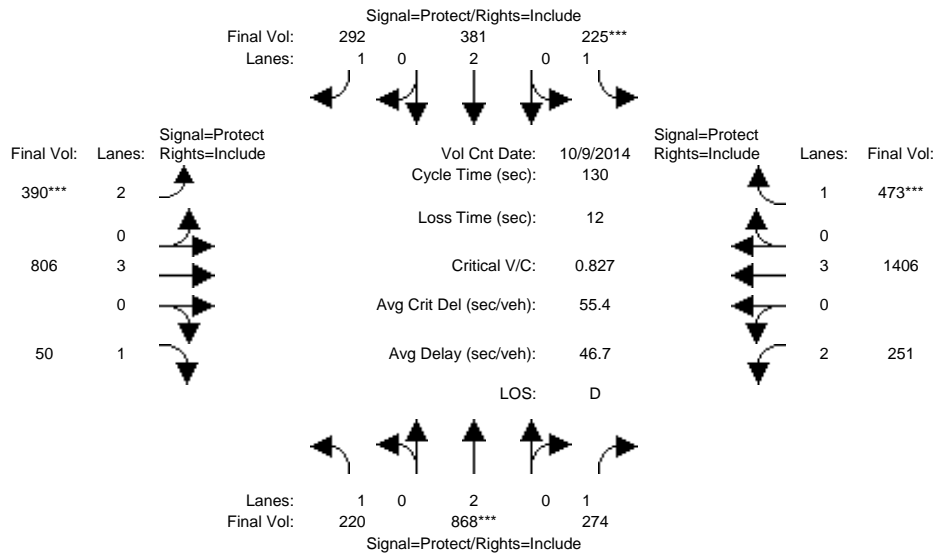 Signal=Protect/Rights=Include
Final Vol: 292 381 225***
Lanes: 1 0 2 0 1
Signal=Protect Signal=Protect
Final Vol: Lanes: Rights=Include Vol Cnt Date: 10/9/2014 Rights=Include Lanes: Final Vol:
Cycle Time (sec): 130
390*** 2 1 473***
Loss Time (sec): 12
0 0
806 3 Critical V/C: 0.827 3 1406
0 Avg Crit Del (sec/veh): 55.4 0
50 1 Avg Delay (sec/veh): 46.7 2 251
LOS: D
Lanes: 1 0 2 0 1
Final Vol: 220 868*** 274
Signal=Protect/Rights=Include